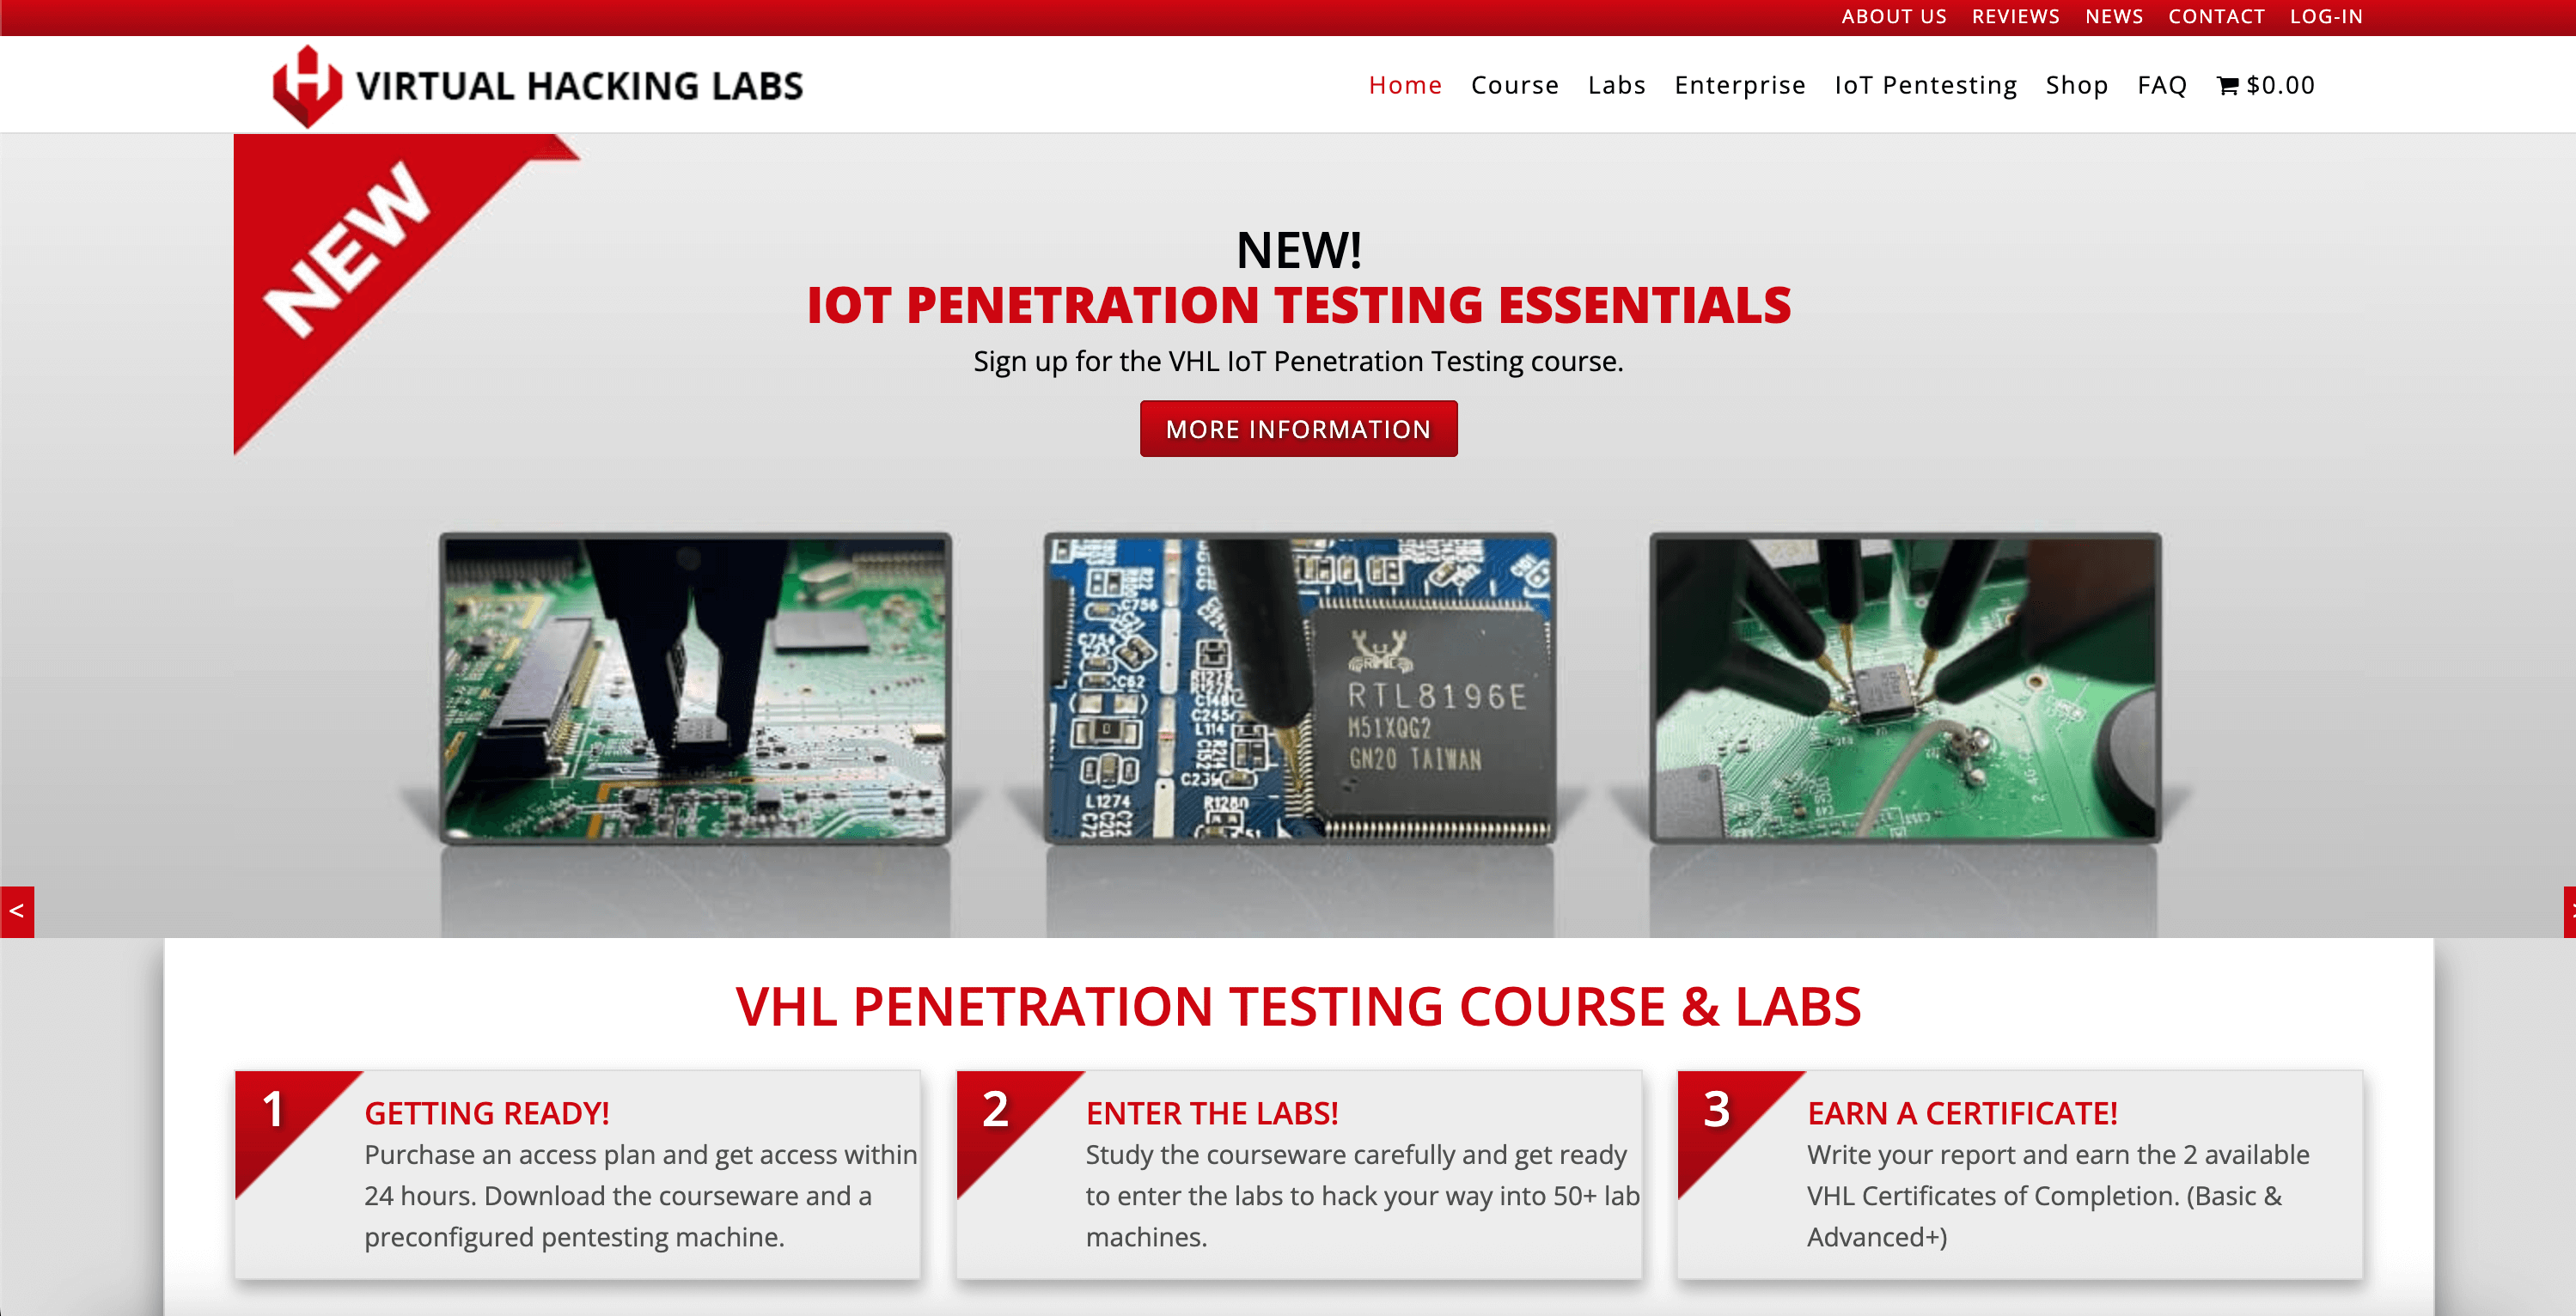 ABOUT US REVIEWS NEWS CONTACT LOG-IN
VIRTUAL HACKING LABS
Home Course Labs Enterprise IoT Pentesting Shop FAQ $0.00
NEW
NEW!
IOT PENETRATION TESTING ESSENTIALS
Sign up for the VHL IoT Penetration Testing course.
MORE INFORMATION
C756
C62
RTL8196E
M51XQG2
GN20 TAIWAN
C245
L114
L1274
<
VHL PENETRATION TESTING COURSE & LABS
1
GETTING READY!
Purchase an access plan and get access within
24 hours. Download the courseware and a
preconfigured pentesting machine.
2
ENTER THE LABS!
Study the courseware carefully and get ready
to enter the labs to hack your way into 50+ lab
machines.
3
EARN A CERTIFICATE!
Write your report and earn the 2 available
VHL Certificates of Completion. (Basic &
Advanced+)